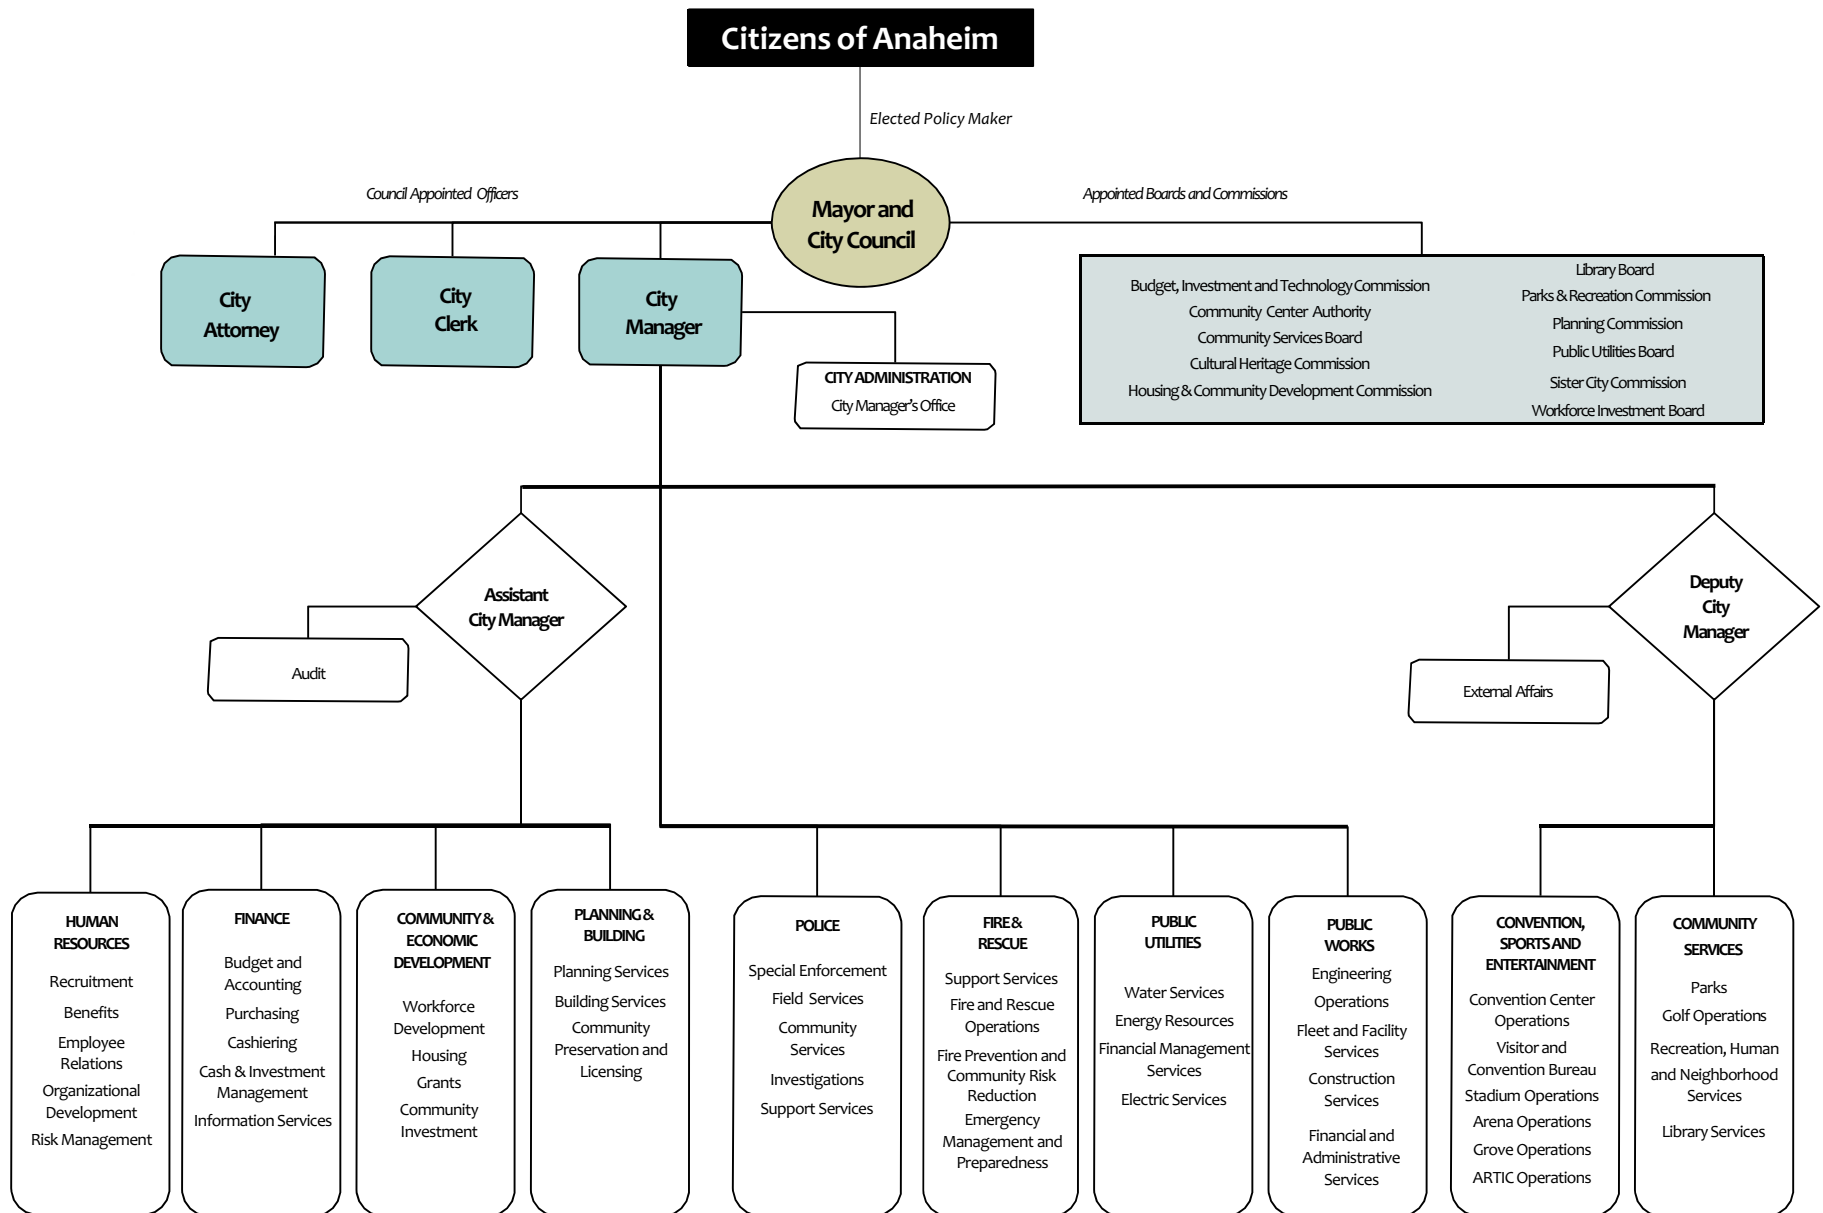 Citizens of Anaheim
Elected Policy Maker
Council Appointed Officers
Appointed Boards and Commissions
Mayor and
City Council
City
Attorney
City
Clerk
City
Manager
CITY ADMINISTRATION
City Manager's Office
Budget, Investment and Technology Commission
Community Center Authority
Community Services Board
Cultural Heritage Commission
Housing & Community Development Commission
Library Board
Parks & Recreation Commission
Planning Commission
Public Utilities Board
Sister City Commission
Workforce Investment Board
Assistant
City Manager
Audit
Deputy
City
Manager
External Affairs
HUMAN
RESOURCES
Recruitment
Benefits
Employee
Relations
Organizational
Development
Risk Management
FINANCE
Budget and
Accounting
Purchasing
Cashiering
Cash & Investment
Management
Information Services
COMMUNITY &
ECONOMIC
DEVELOPMENT
Workforce
Development
Housing
Grants
Community
Investment
PLANNING &
BUILDING
Planning Services
Building Services
Community
Preservation and
Licensing
POLICE
Special Enforcement
Field Services
Community
Services
Investigations
Support Services
FIRE &
RESCUE
Support Services
Fire and Rescue
Operations
Fire Prevention and
Community Risk
Reduction
Emergency
Management and
Preparedness
PUBLIC
UTILITIES
Water Services
Energy Resources
Financial Management
Services
Electric Services
PUBLIC
WORKS
Engineering
Operations
Fleet and Facility
Services
Construction
Services
Financial and
Administrative
Services
CONVENTION,
SPORTS AND
ENTERTAINMENT
Convention Center
Operations
Visitor and
Convention Bureau
Stadium Operations
Arena Operations
Grove Operations
ARTIC Operations
COMMUNITY
SERVICES
Parks
Golf Operations
Recreation, Human
and Neighborhood
Services
Library Services